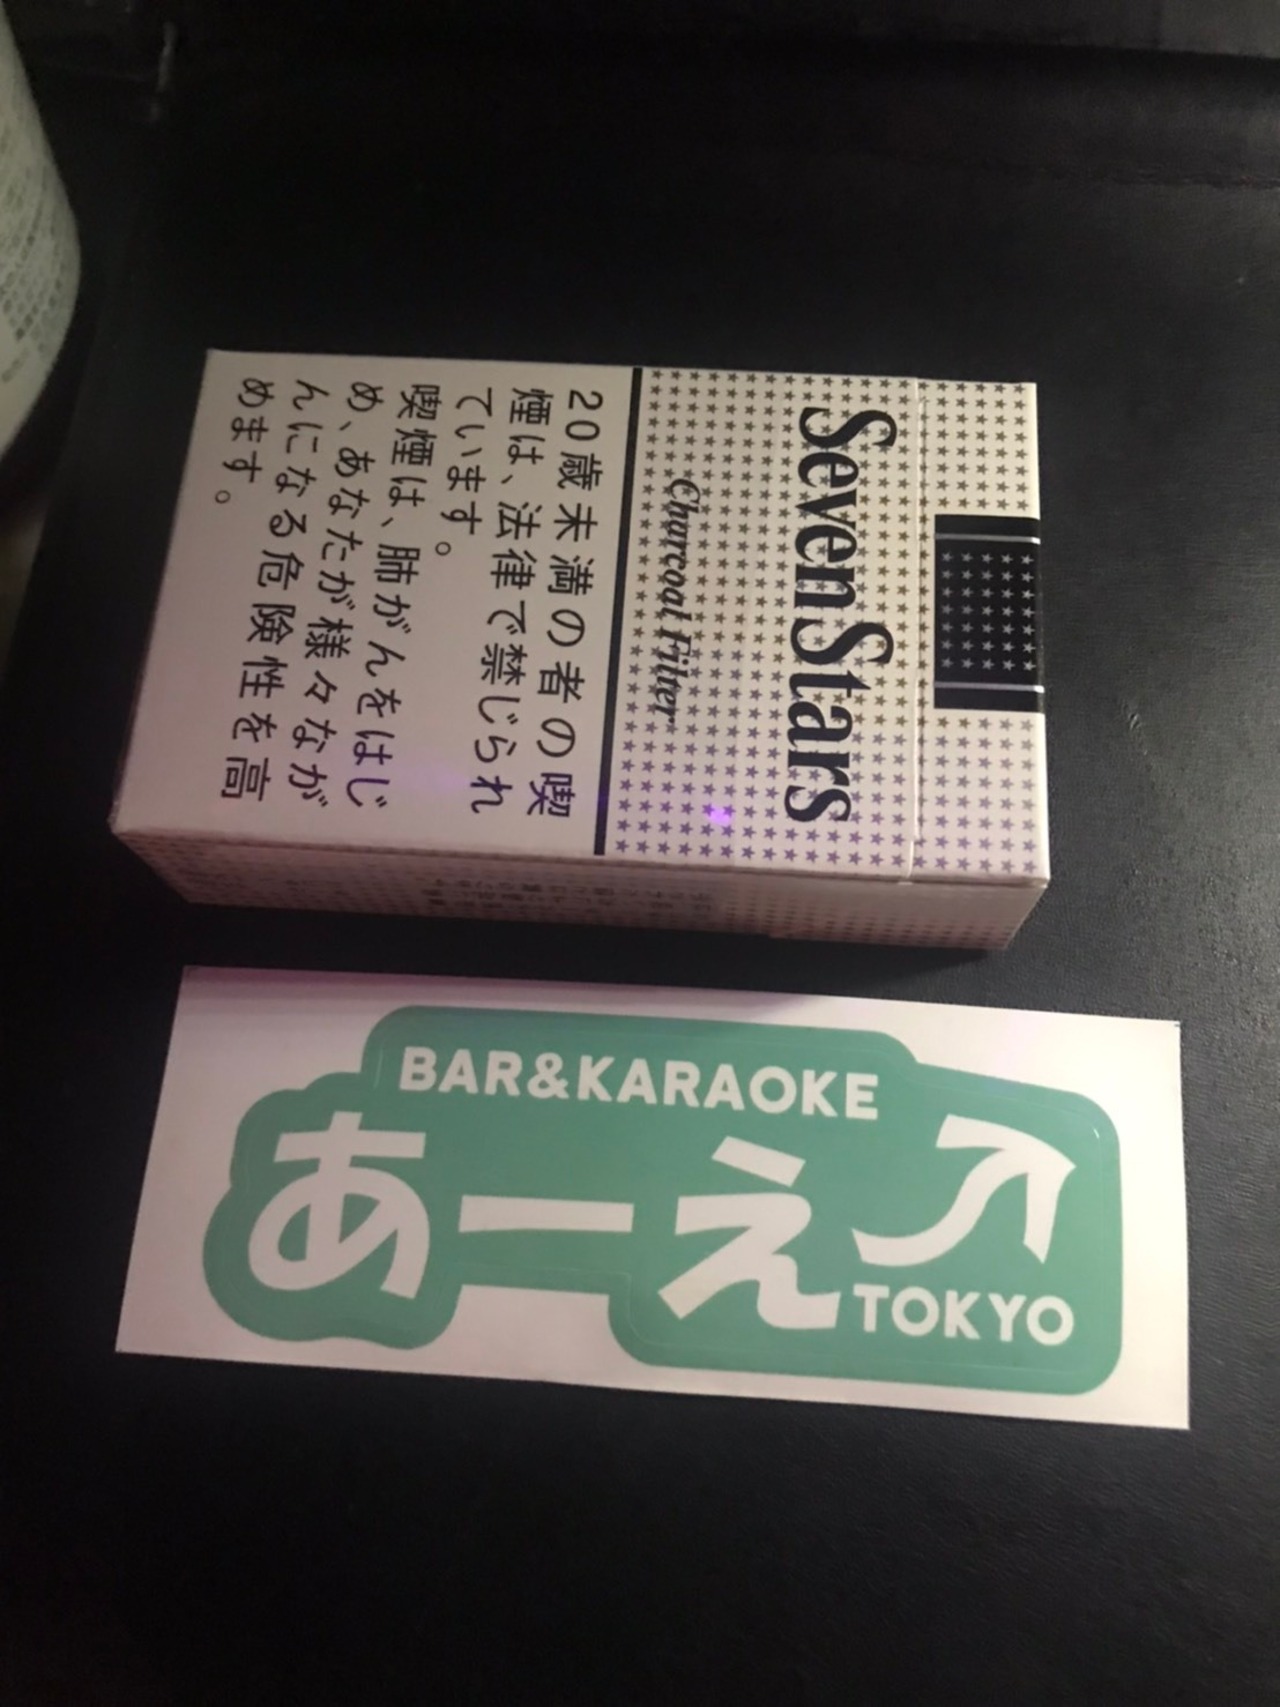 SevenStars
Charcoal Filter
20歳未満の者の喫
煙は、法律で禁じられ
ています。
喫煙は、肺がんをはじ
め、あなたが様々なが
んになる危険性を高
めます。
BAR&KARAOKE
あーえ
TOKYO